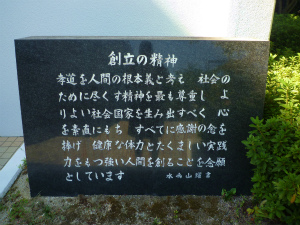 創立の精神
孝道を人間の根本義と考え 社会の
ために尽くす精神を最も尊重し よ
りよい社会国家を生み出すべく 心
を素直にもち すべてに感謝の念を
捧げ 健康な体力とたくましい実践
力をもつ強い人間を創ることを念願
としています